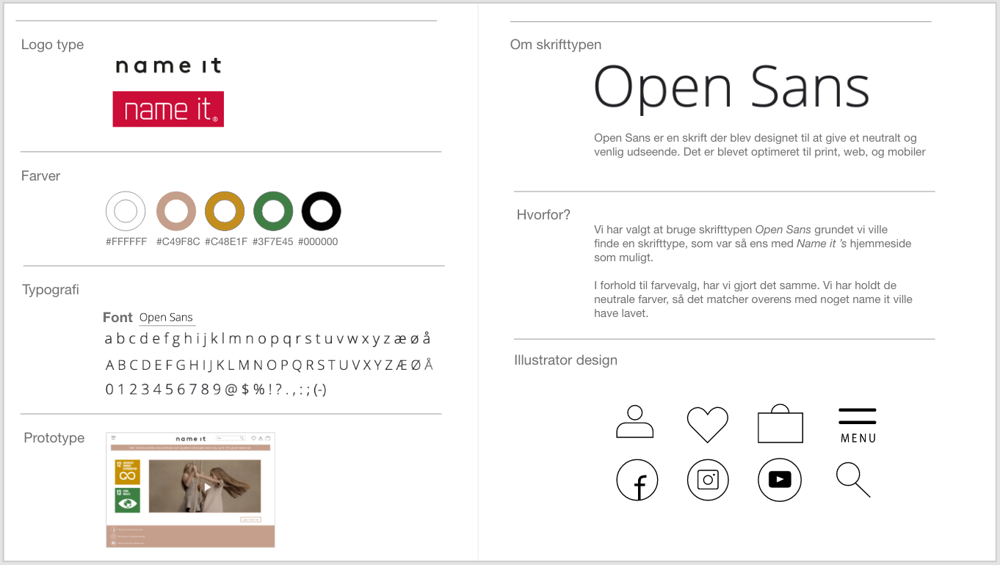 Logo type
name it
name it®
Farver
#FFFFFF #C49F8C #C48E1F #3F7E45 #000000
Typografi
Font Open Sans
a b c d e f g h i j k l m n o p q r s t u v w x y z æ ø å
A B C D E F G H I J K L M N O P Q R S T U V X Y Z Æ Ø Å
0 1 2 3 4 5 6 7 8 9 @ $ % ! ? . , : ; (-)
Prototype
name it
12
13
Om skrifttypen
Open Sans
Open Sans er en skrift der blev designet til at give et neutralt og
venlig udseende. Det er blevet optimeret til print, web, og mobiler
Hvorfor?
Vi har valgt at bruge skrifttypen Open Sans grundet vi ville
finde en skrifttype, som var så ens med Name it 's hjemmeside
som muligt.
I forhold til farvevalg, har vi gjort det samme. Vi har holdt de
neutrale farver, så det matcher overens med noget name it ville
have lavet.
Illustrator design
MENU